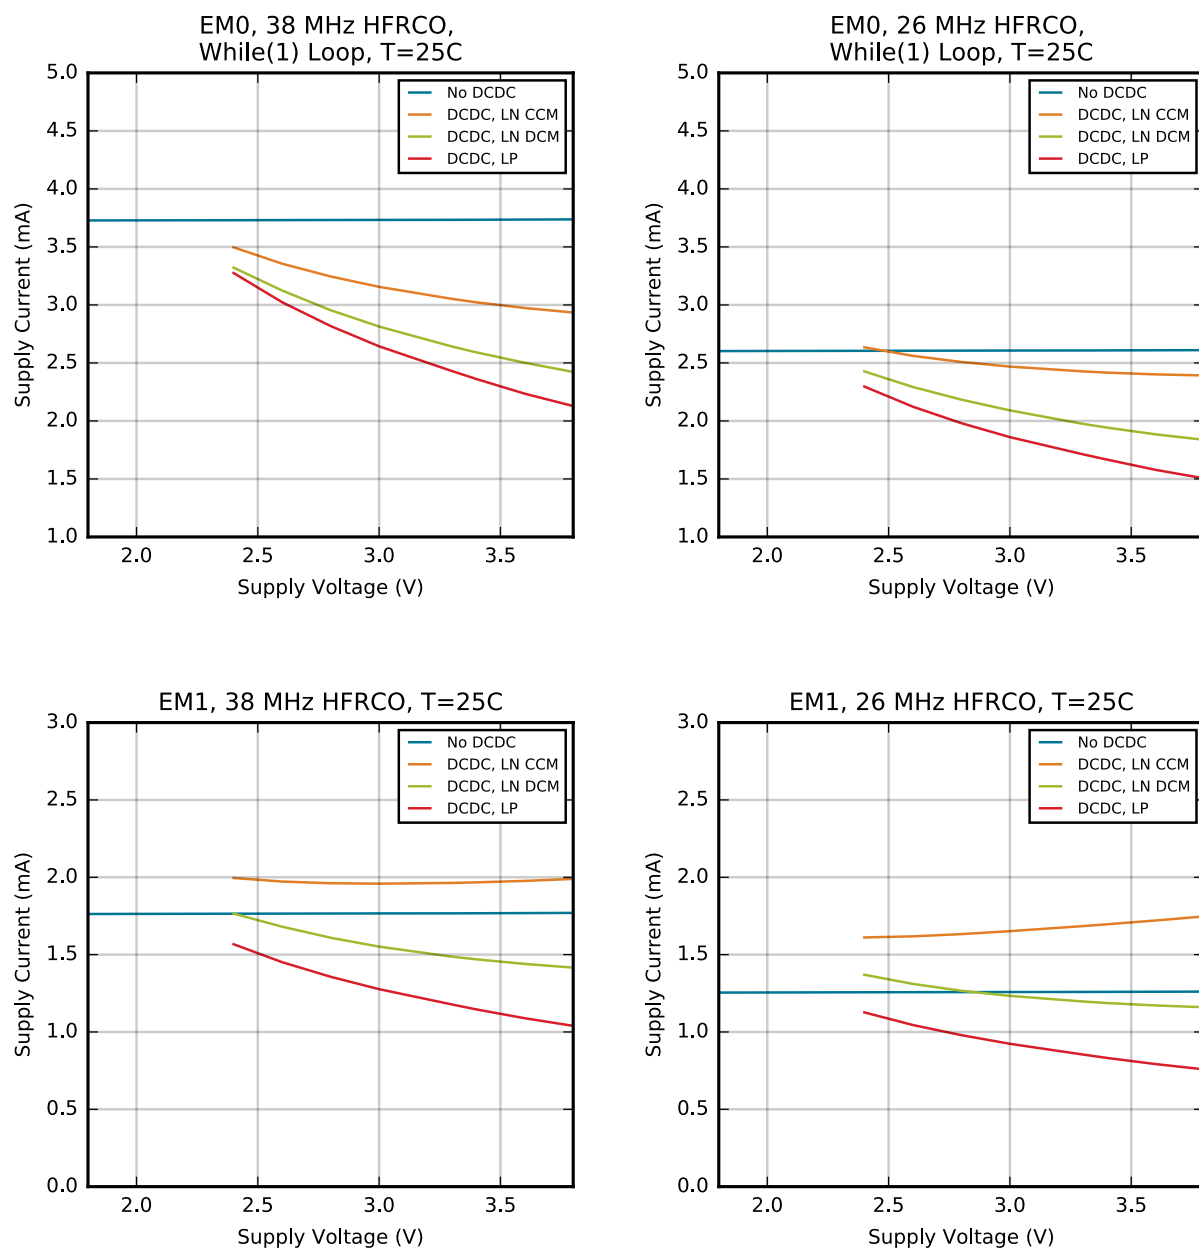 EM0, 38 MHz HFRCO,
While(1) Loop, T=25C
5.0
4.5
4.0
3.5
3.0
2.5
2.0
1.5
1.0
Supply Current (mA)
No DCDC
DCDC, LN CCM
DCDC, LN DCM
DCDC, LP
2.0 2.5 3.0 3.5
Supply Voltage (V)
EM0, 26 MHz HFRCO,
While(1) Loop, T=25C
5.0
4.5
4.0
3.5
3.0
2.5
2.0
1.5
1.0
Supply Current (mA)
No DCDC
DCDC, LN CCM
DCDC, LN DCM
DCDC, LP
2.0 2.5 3.0 3.5
Supply Voltage (V)
EM1, 38 MHz HFRCO, T=25C
3.0
2.5
2.0
1.5
1.0
0.5
0.0
Supply Current (mA)
No DCDC
DCDC, LN CCM
DCDC, LN DCM
DCDC, LP
2.0 2.5 3.0 3.5
Supply Voltage (V)
EM1, 26 MHz HFRCO, T=25C
3.0
2.5
2.0
1.5
1.0
0.5
0.0
Supply Current (mA)
No DCDC
DCDC, LN CCM
DCDC, LN DCM
DCDC, LP
2.0 2.5 3.0 3.5
Supply Voltage (V)